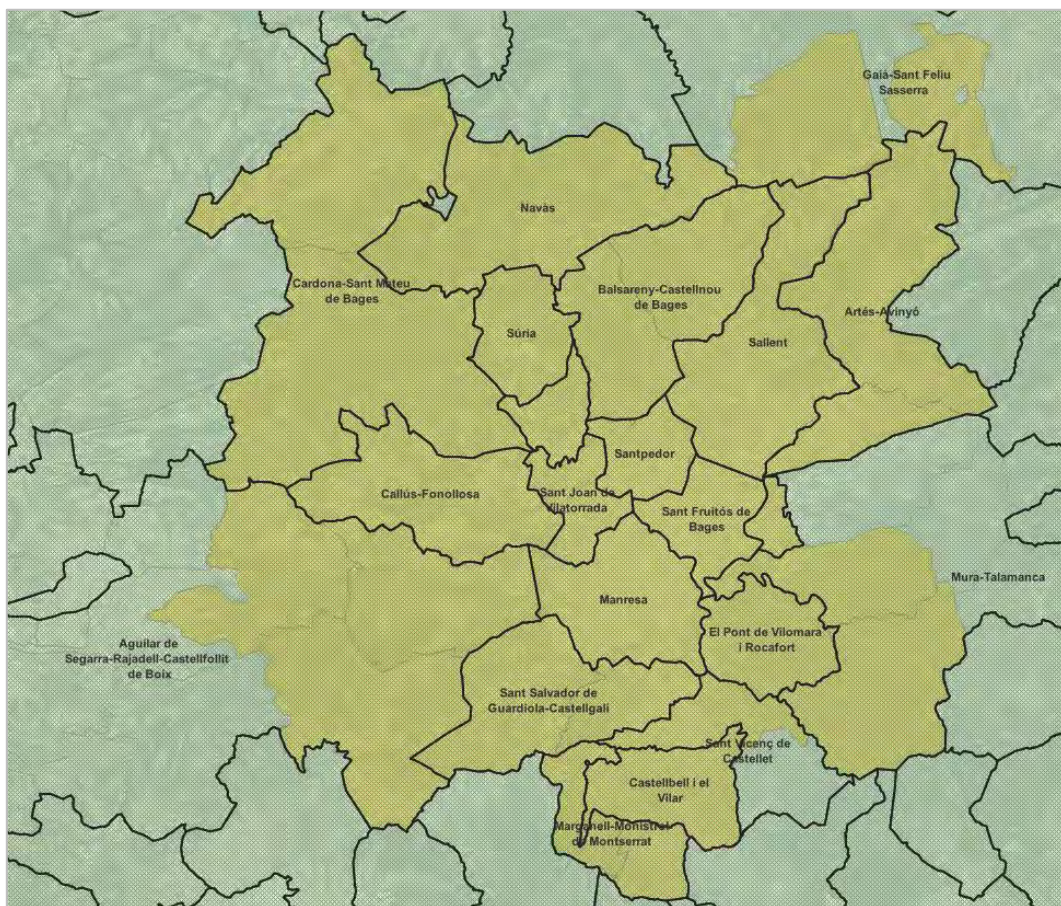 Gaià-Sant Feliu
Sasserra
Navàs
Cardona-Sant Mateu
de Bages
Balsareny-Castellnou
de Bages
Súria
Sallent
Artés-Avinyó
Santpedor
Callús-Fonollosa
Sant Joan de
Vilatorrada
Sant Fruitós de
Bages
Mura-Talamanca
Manresa
El Pont de Vilomara
i Rocafort
Aguilar de
Segarra-Rajadell-Castellfollit
de Boix
Sant Salvador de
Guardiola-Castellgalí
Sant Vicenç de
Castellet
Castellbell i el
Vilar
Marganell-Monistrol
de Montserrat